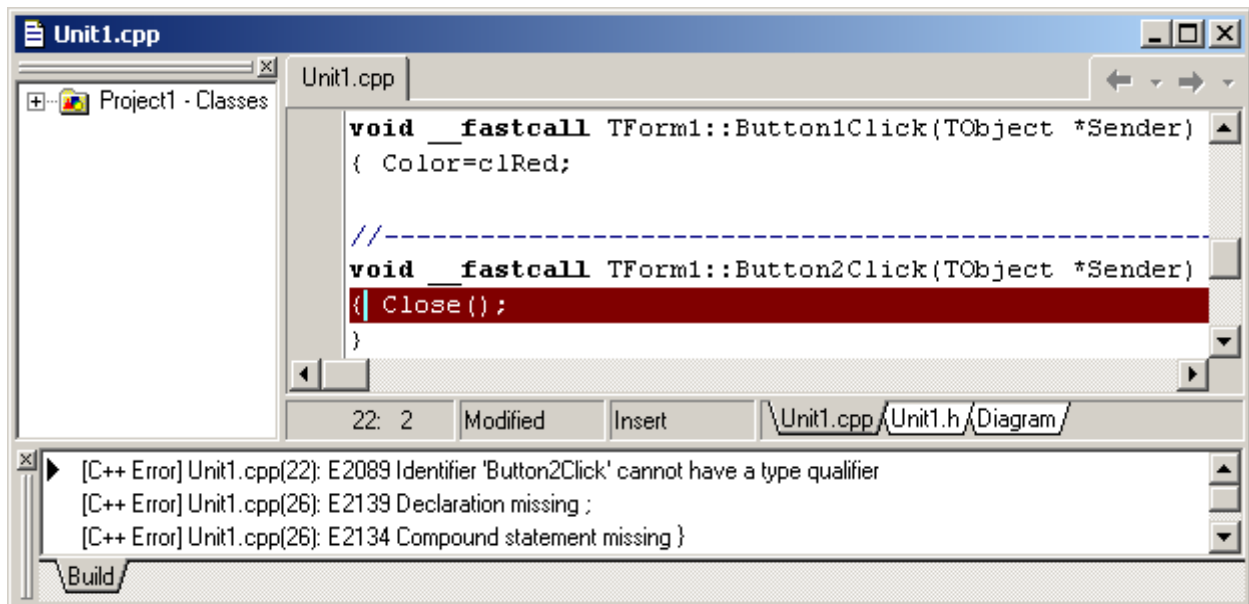 Unit1.cpp
Project1 - Classes
Unit1.cpp
void __fastcall TForm1::Button1Click(TObject *Sender)
{ Color=clRed;
//---------------------------------------------------
void __fastcall TForm1::Button2Click(TObject *Sender)
{ Close();
}
22: 2 Modified Insert Unit1.cpp Unit1.h Diagram
[C++ Error] Unit1.cpp(22): E2089 Identifier 'Button2Click' cannot have a type qualifier
[C++ Error] Unit1.cpp(26): E2139 Declaration missing ;
[C++ Error] Unit1.cpp(26): E2134 Compound statement missing }
Build